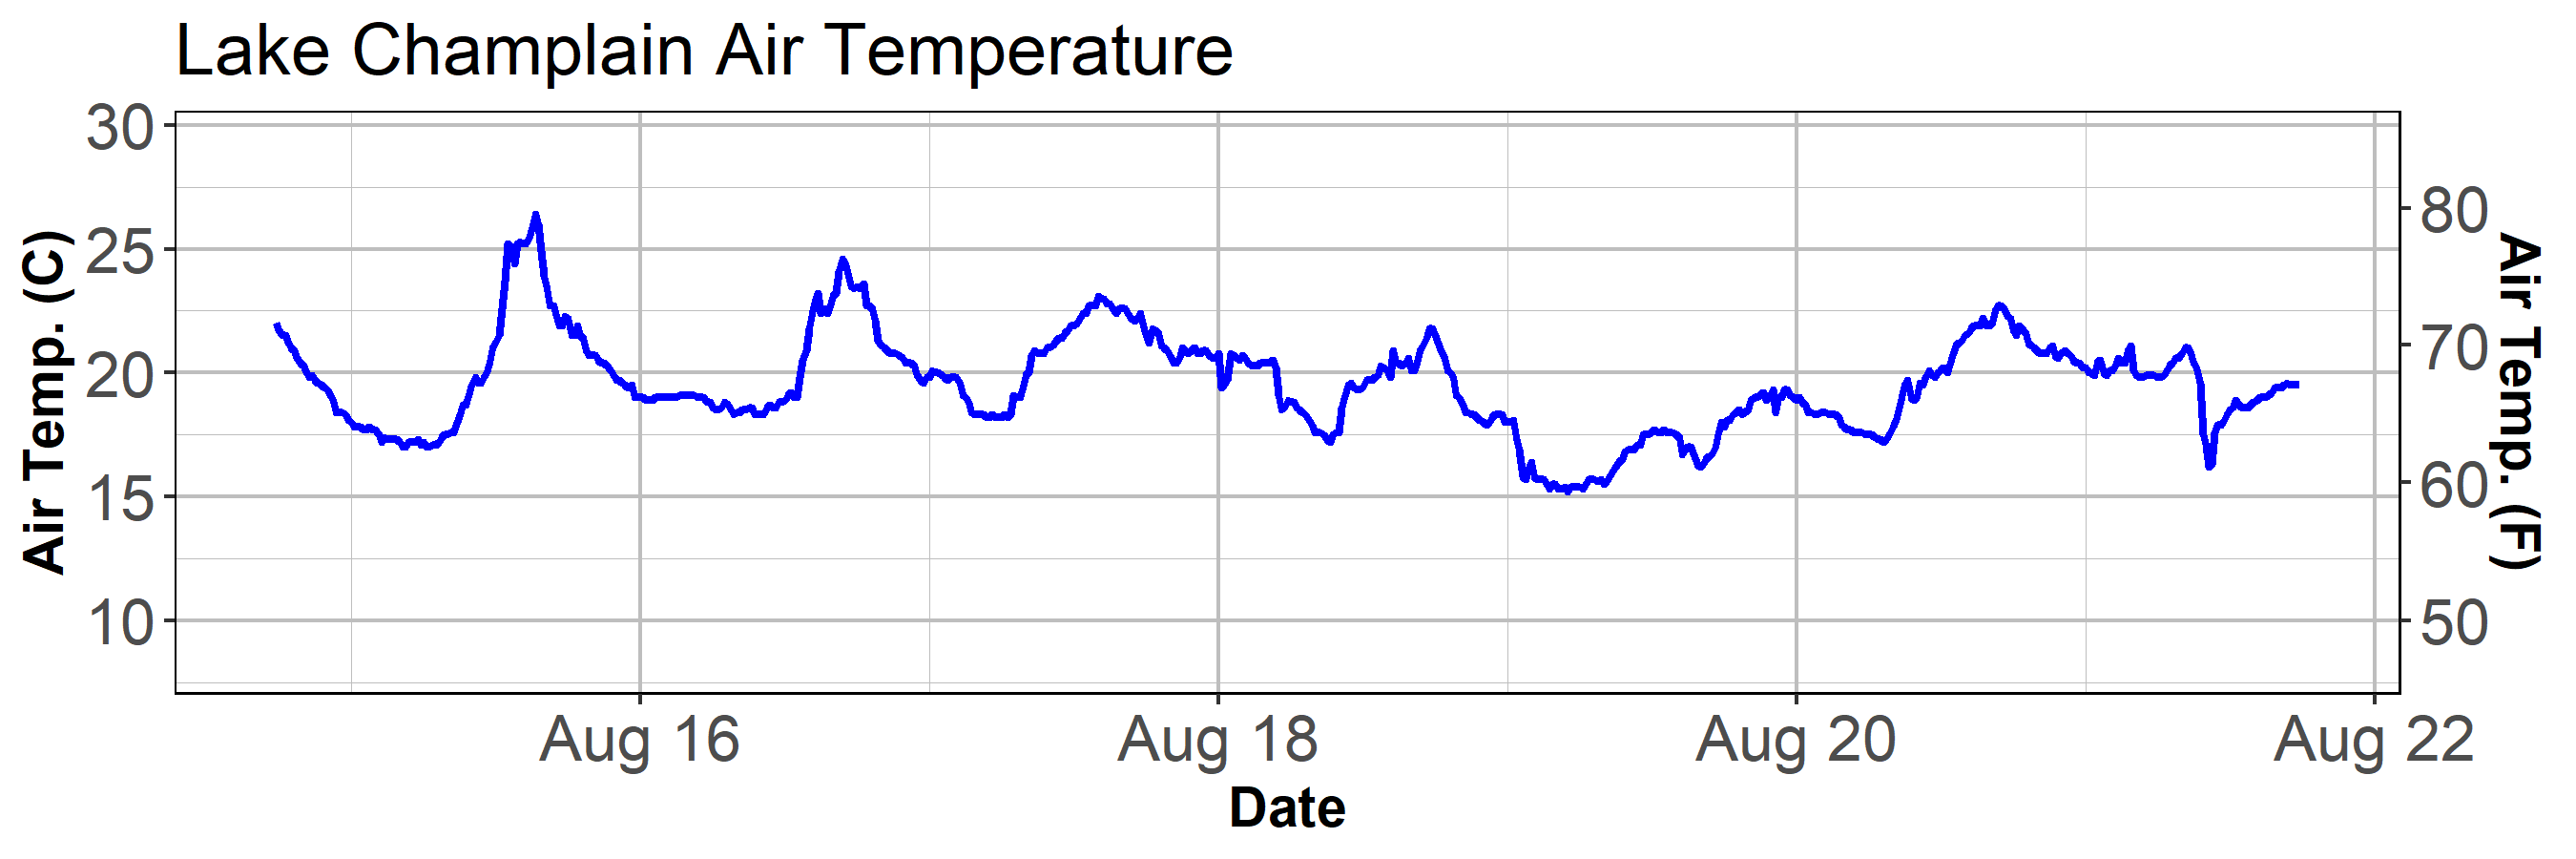 Lake Champlain Air Temperature
30
25
20
15
10
Air Temp. (C)
80
70
60
50
Air Temp. (F)
Aug 16 Aug 18 Aug 20 Aug 22
Date